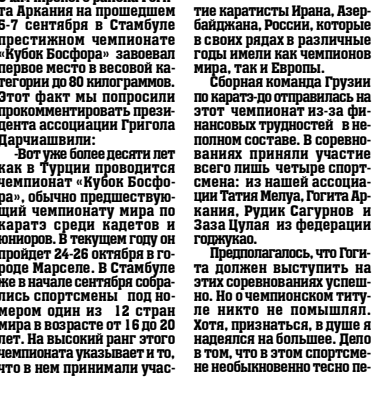 та Аркания на прошедшем
5-7 сентября в Стамбуле
престижном чемпионате
«Кубок Босфора» завоевал
первое место в весовой ка-
тегории до 80 килограммов.
Этот факт мы попросили
прокомментировать прези-
дента ассоциации Григола
Дарчиашвили:
-Вот уже более десяти лет
как в Турции проводится
чемпионат «Кубок Босфо-
ра», обычно предшествую-
щий чемпионату мира по
каратэ среди кадетов и
юниоров. В текущем году он
пройдет 24-26 октября в го-
роде Марселе. В Стамбуле
же в начале сентября собра-
лись спортсмены под но-
мером один из 12 стран
мира в возрасте от 16 до 20
лет. На высокий ранг этого
чемпионата указывает и то,
что в нем принимали учас-
тие каратисты Ирана, Азер-
байджана, России, которые
в своих рядах в различные
годы имели как чемпионов
мира, так и Европы.
Сборная команда Грузии
по каратэ-до отправилась на
этот чемпионат из-за фи-
нансовых трудностей в не-
полном составе. В соревно-
ваниях приняли участие
всего лишь четыре спорт-
смена: из нашей ассоциа-
ции Татия Мелуа, Гогита Ар-
кания, Рудик Сагурнов и
Заза Цулая из федерации
годжукао.
Предполагалось, что Гоги-
та должен выступить на
этих соревнованиях успеш-
но. Но о чемпионском титу-
ле никто не помышлял.
Хотя, признаться, в душе я
надеялся на большее. Дело
в том, что в этом спортсме-
не необыкновенно тесно пе-